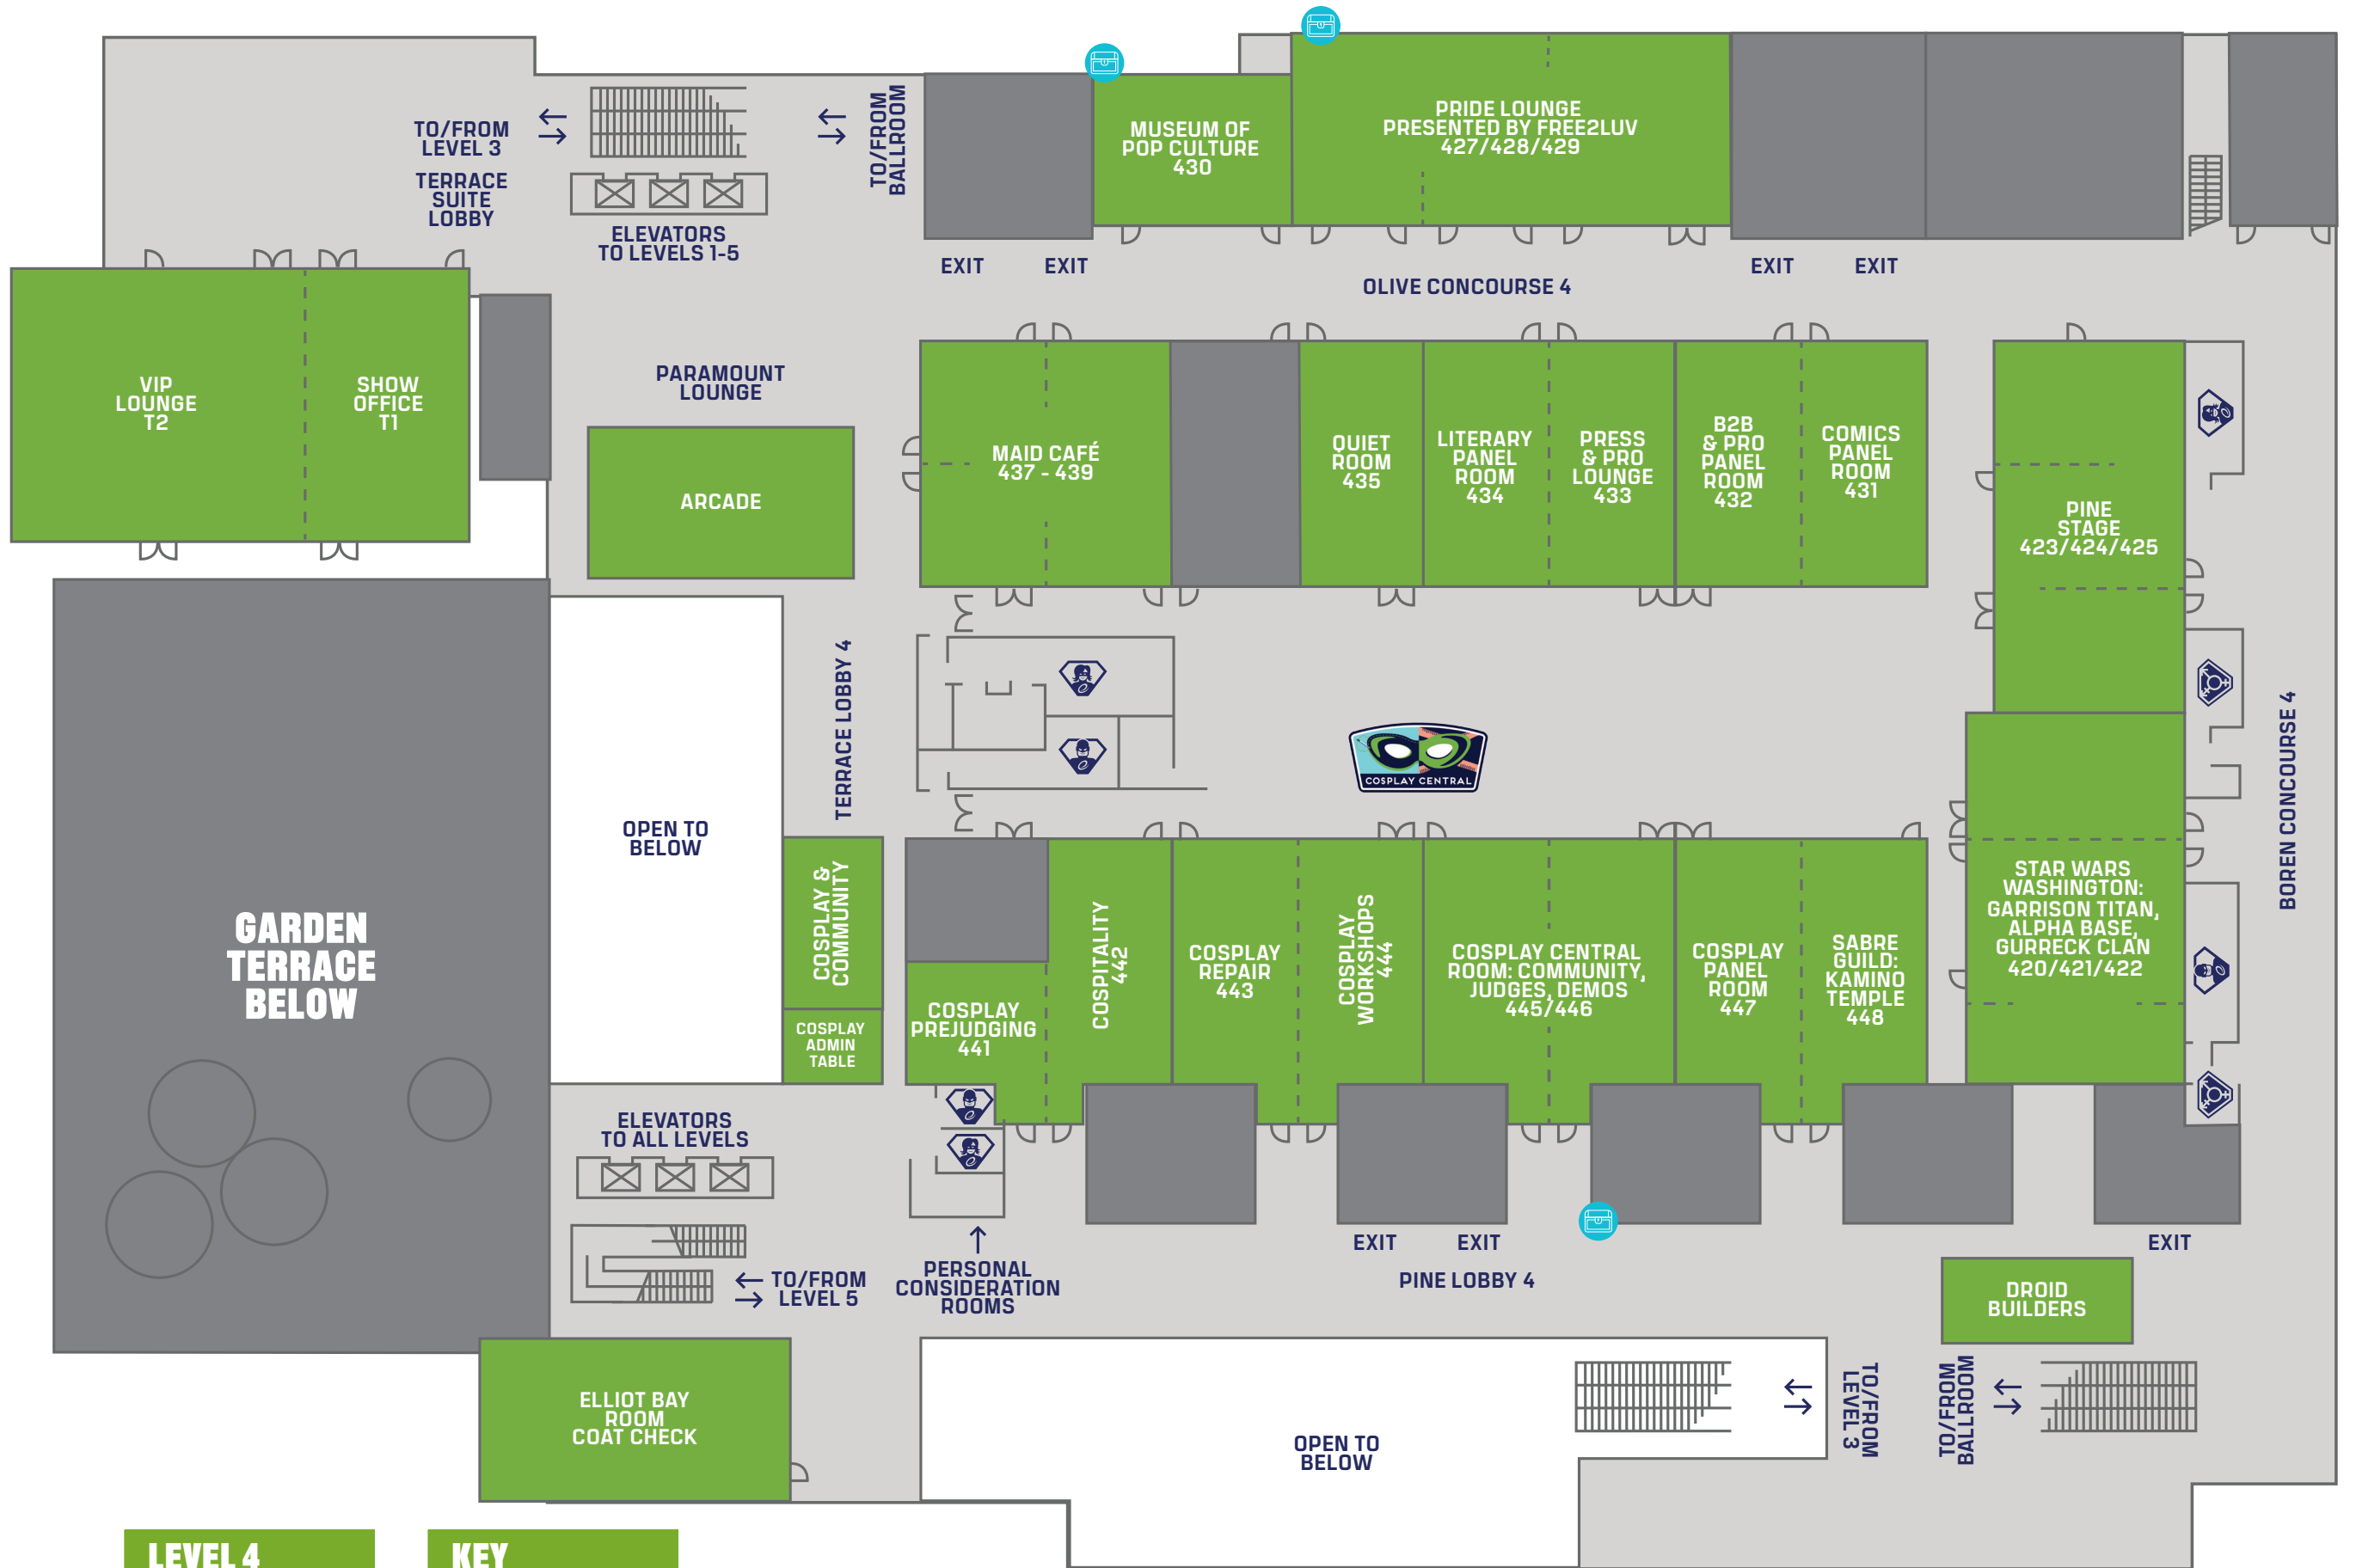 TO/FROM
LEVEL 3
TERRACE
SUITE
LOBBY
ELEVATORS
TO LEVELS 1-5
TO/FROM
BALLROOM
MUSEUM OF
POP CULTURE
430
PRIDE LOUNGE
PRESENTED BY FREE2LUV
427/428/429
EXIT
EXIT
EXIT
EXIT
OLIVE CONCOURSE 4
VIP
LOUNGE
T2
SHOW
OFFICE
T1
PARAMOUNT
LOUNGE
ARCADE
MAID CAFÉ
437 - 439
QUIET
ROOM
435
LITERARY
PANEL
ROOM
434
PRESS
& PRO
LOUNGE
433
B2B
& PRO
PANEL
ROOM
432
COMICS
PANEL
ROOM
431
PINE
STAGE
423/424/425
TERRACE LOBBY 4
COSPLAY CENTRAL
BOREN CONCOURSE 4
OPEN TO
BELOW
GARDEN
TERRACE
BELOW
COSPLAY &
COMMUNITY
COSPLAY
ADMIN
TABLE
COSPLAY
PREJUDGING
441
COSPITALITY
442
COSPLAY
REPAIR
443
COSPLAY
WORKSHOPS
444
COSPLAY CENTRAL
ROOM: COMMUNITY,
JUDGES, DEMOS
445/446
COSPLAY
PANEL
ROOM
447
SABRE
GUILD:
KAMINO
TEMPLE
448
STAR WARS
WASHINGTON:
GARRISON TITAN,
ALPHA BASE,
GURRECK CLAN
420/421/422
ELEVATORS
TO ALL LEVELS
TO/FROM
LEVEL 5
PERSONAL
CONSIDERATION
ROOMS
EXIT
EXIT
EXIT
PINE LOBBY 4
DROID
BUILDERS
ELLIOT BAY
ROOM
COAT CHECK
OPEN TO
BELOW
TO/FROM
LEVEL 3
TO/FROM
BALLROOM
LEVEL 4
KEY